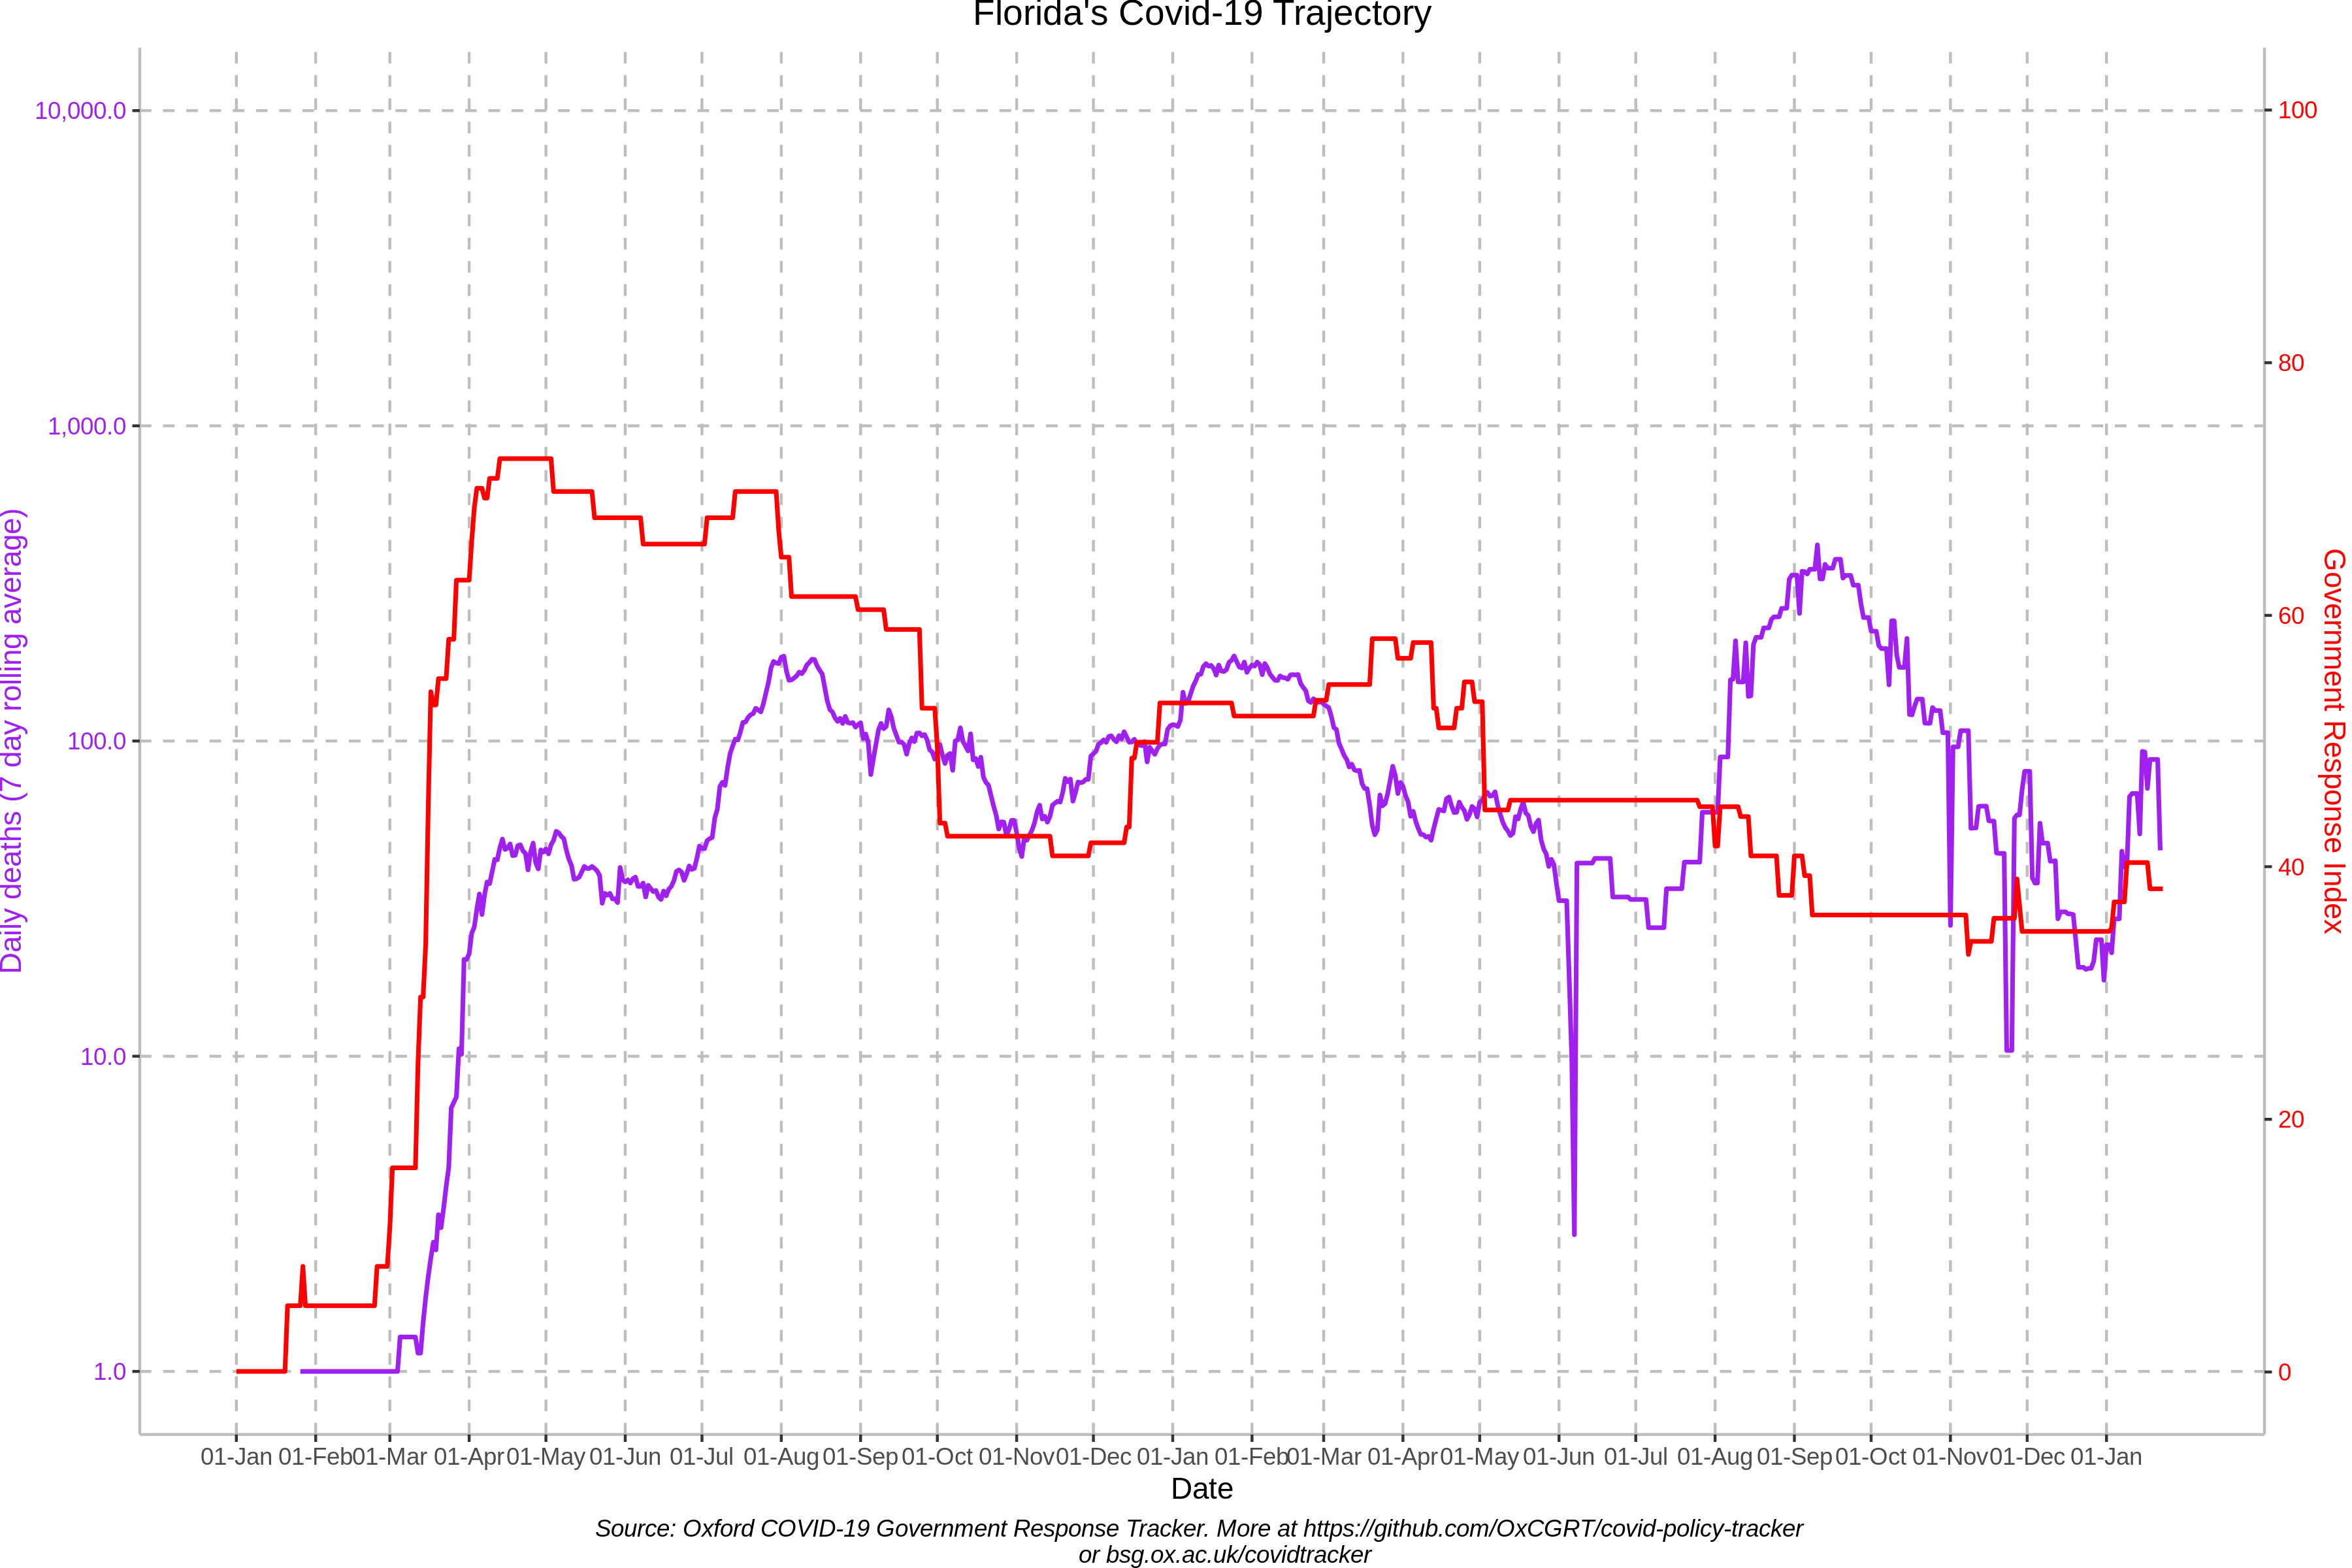 Florida's Covid-19 Trajectory
10,000.0
1,000.0
100.0
10.0
1.0
Daily deaths (7 day rolling average)
100
80
60
40
20
0
Government Response Index
01-Jan 01-Feb 01-Mar 01-Apr 01-May 01-Jun 01-Jul 01-Aug 01-Sep 01-Oct 01-Nov 01-Dec 01-Jan 01-Feb 01-Mar 01-Apr 01-May 01-Jun 01-Jul 01-Aug 01-Sep 01-Oct 01-Nov 01-Dec 01-Jan
Date
Source: Oxford COVID-19 Government Response Tracker. More at https://github.com/OxCGRT/covid-policy-tracker
or bsg.ox.ac.uk/covidtracker